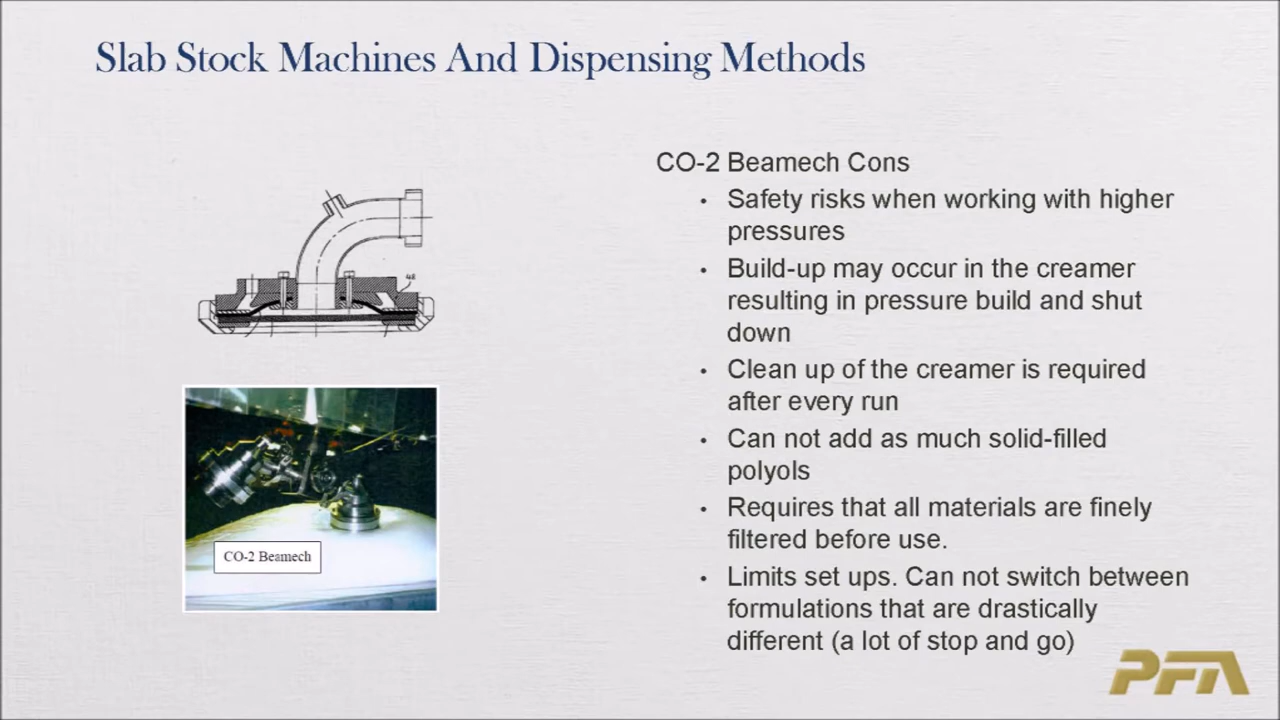 Slab Stock Machines And Dispensing Methods
CO-2 Beamech Cons
• Safety risks when working with higher
pressures
• Build-up may occur in the creamer
resulting in pressure build and shut
down
• Clean up of the creamer is required
after every run
• Can not add as much solid-filled
polyols
• Requires that all materials are finely
filtered before use.
• Limits set ups. Can not switch between
formulations that are drastically
different (a lot of stop and go)
CO-2 Beamech
PFA